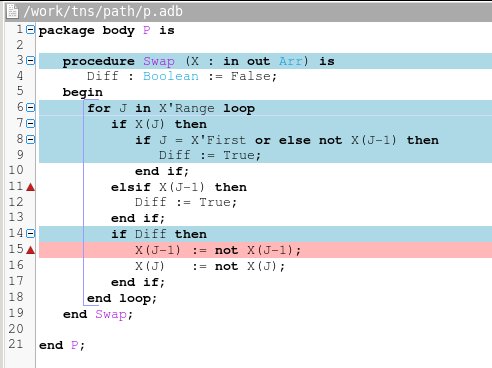 /work/tns/path/p.adb
1 package body P is
2
3 procedure Swap (X : in out Arr) is
4 Diff : Boolean := False;
5 begin
6 for J in X'Range loop
7 if X(J) then
8 if J = X'First or else not X(J-1) then
9 Diff := True;
10 end if;
11 elsif X(J-1) then
12 Diff := True;
13 end if;
14 if Diff then
15 X(J-1) := not X(J-1);
16 X(J) := not X(J);
17 end if;
18 end loop;
19 end Swap;
20
21 end P;